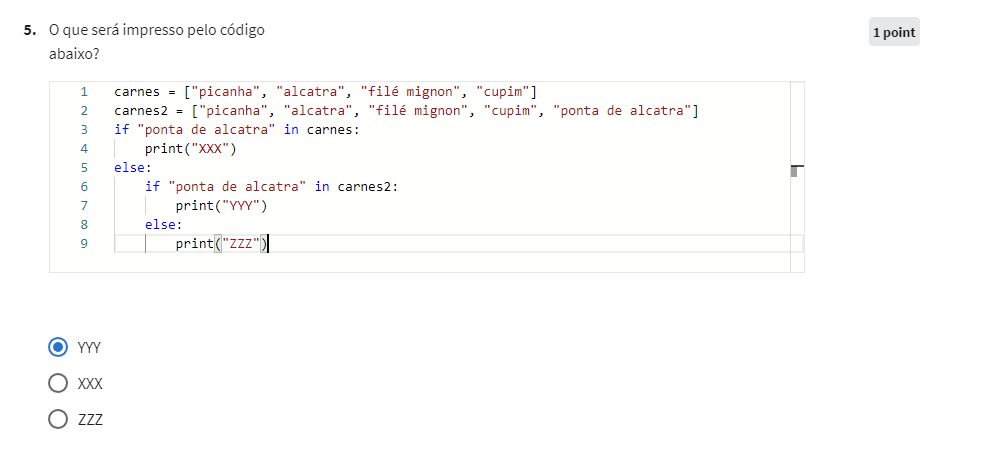 5. O que será impresso pelo código
abaixo?
1 point
1 carnes = ["picanha", "alcatra", "filé mignon", "cupim"]
2 carnes2 = ["picanha", "alcatra", "filé mignon", "cupim", "ponta de alcatra"]
3 if "ponta de alcatra" in carnes:
4     print("XXX")
5 else:
6     if "ponta de alcatra" in carnes2:
7         print("YYY")
8     else:
9         print("ZZZ")
YYY
XXX
ZZZ